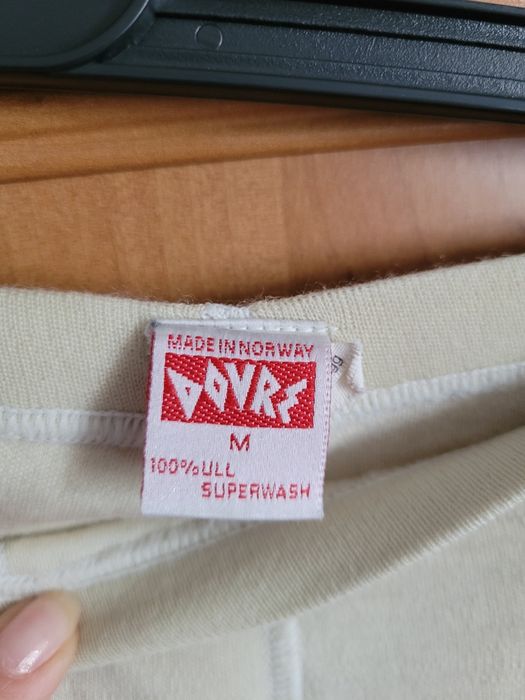 MADE IN NORWAY
DOVRE
M
100% ULL
SUPERWASH